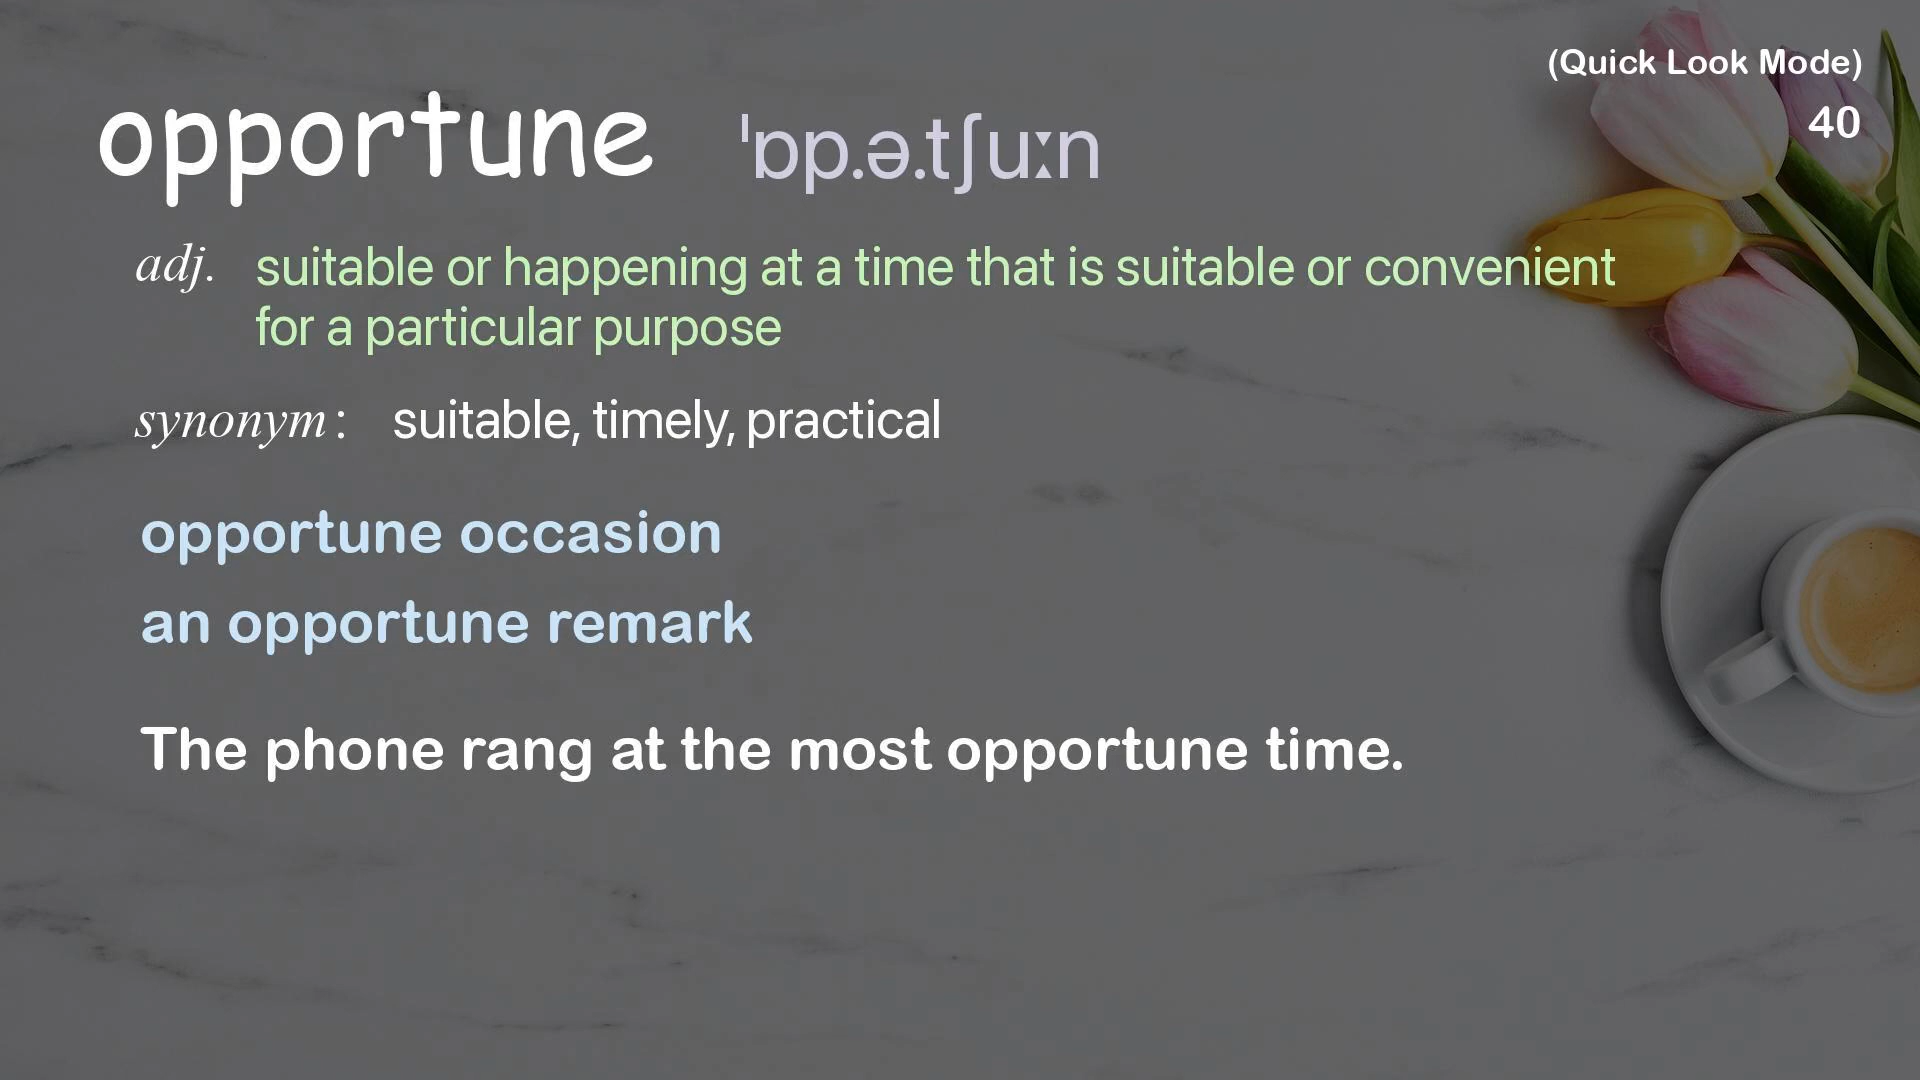 (Quick Look Mode)
40
opportune ˈɒp.ə.tʃuːn
adj. suitable or happening at a time that is suitable or convenient
for a particular purpose
synonym: suitable, timely, practical
opportune occasion
an opportune remark
The phone rang at the most opportune time.